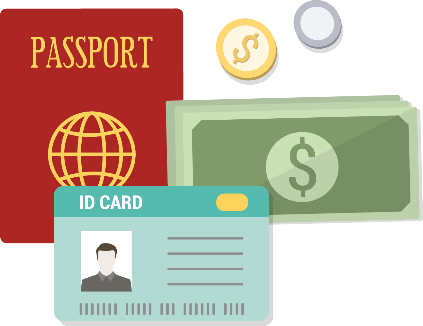 PASSPORT
$
$
ID CARD